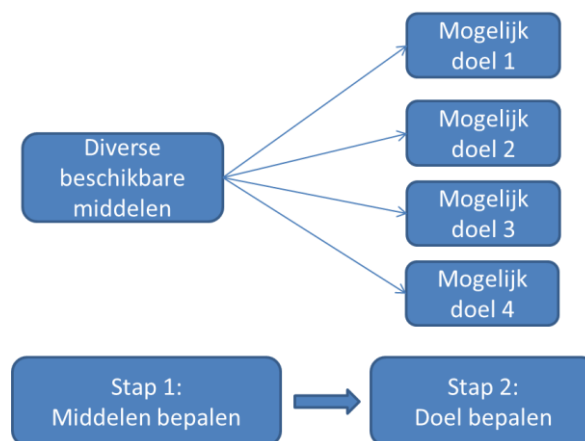 Mogelijk
doel 1
Diverse
beschikbare
middelen
Mogelijk
doel 2
Mogelijk
doel 3
Mogelijk
doel 4
Stap 1:
Middelen bepalen
Stap 2:
Doel bepalen